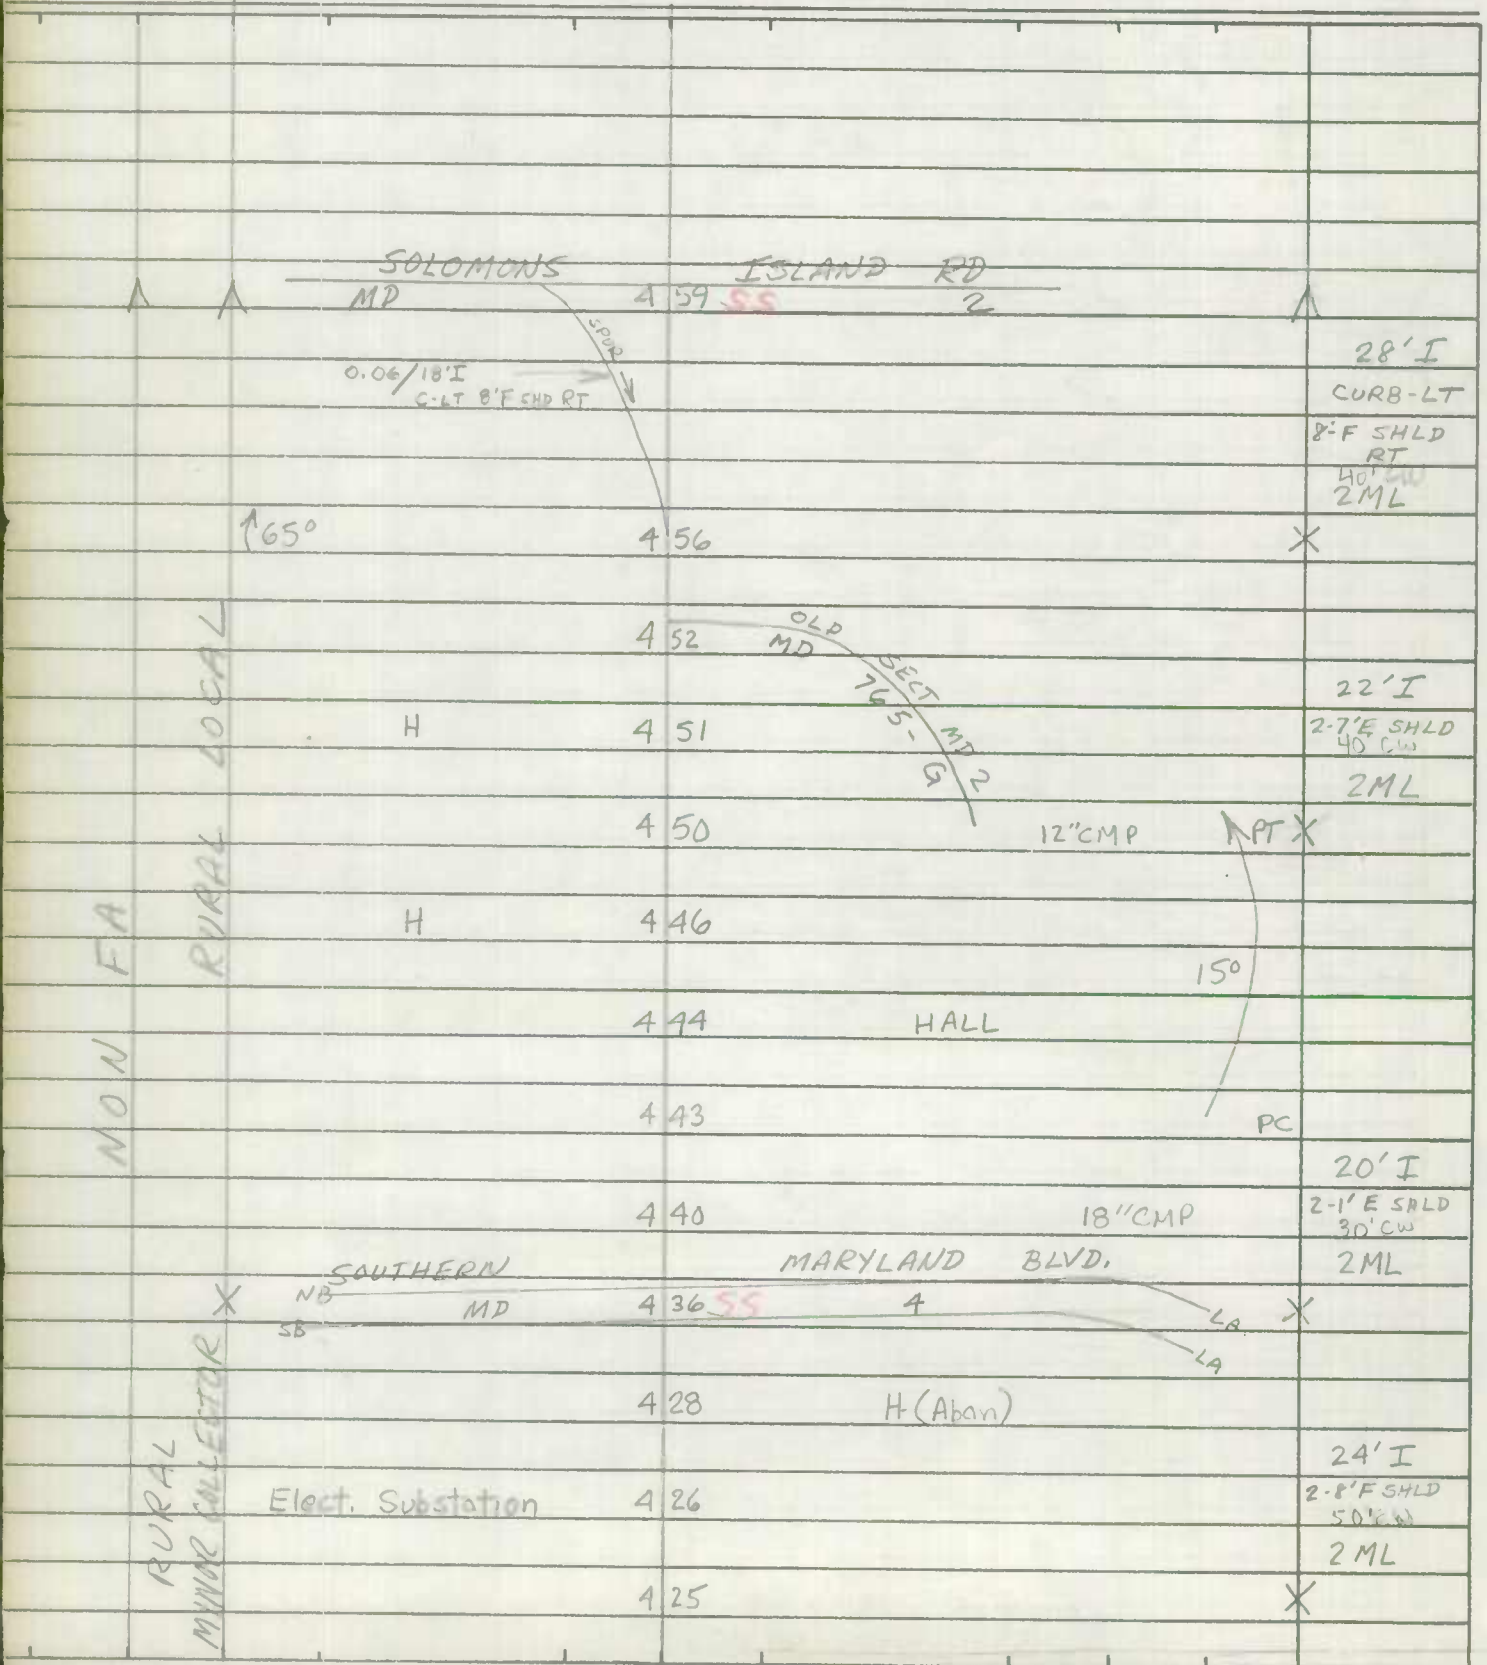 SOLOMONS ISLAND RD
MD 4 59 SS 2
SPUR
28' I
0.06/18'I
C-LT 8'F SHD RT
CURB-LT
8'-F SHLD
RT
40'
2ML
65° 4 56
OLD
4 52 MD
SECT MD 2
765-G
22' I
H 4 51 2-7'E SHLD
40' CW
2ML
4 50 12"CMP PT
RURAL LOCAL
H 4 46
NON FA
15°
4 44 HALL
4 43 PC
20' I
4 40 18"CMP 2-1' E SHLD
30' CW
SOUTHERN MARYLAND BLVD. 2ML
NB MD 4 36 SS 4
SB
LA
LA
4 28 H (Aban)
24' I
RURAL
MINOR COLLECTOR
Elect. Substation 4 26 2-8'F SHLD
50' CW
2 ML
4 25